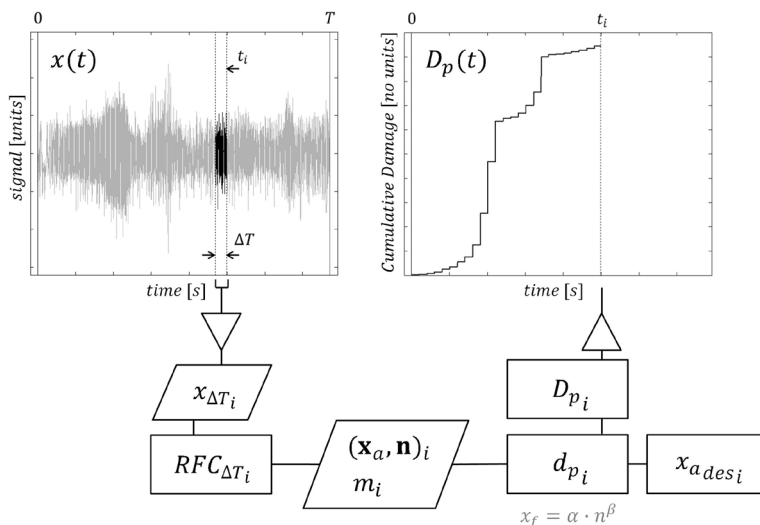 0 T
x(t)
t_i
signal [units]
ΔT
time [s]
0 t_i
D_p(t)
Cumulative Damage [no units]
time [s]
x_{ΔT_i}
RFC_{ΔT_i}
(𝐱_a, 𝐧)_i
m_i
D_{p_i}
d_{p_i}
x_{a_{des_i}}
x_f = α · n^β